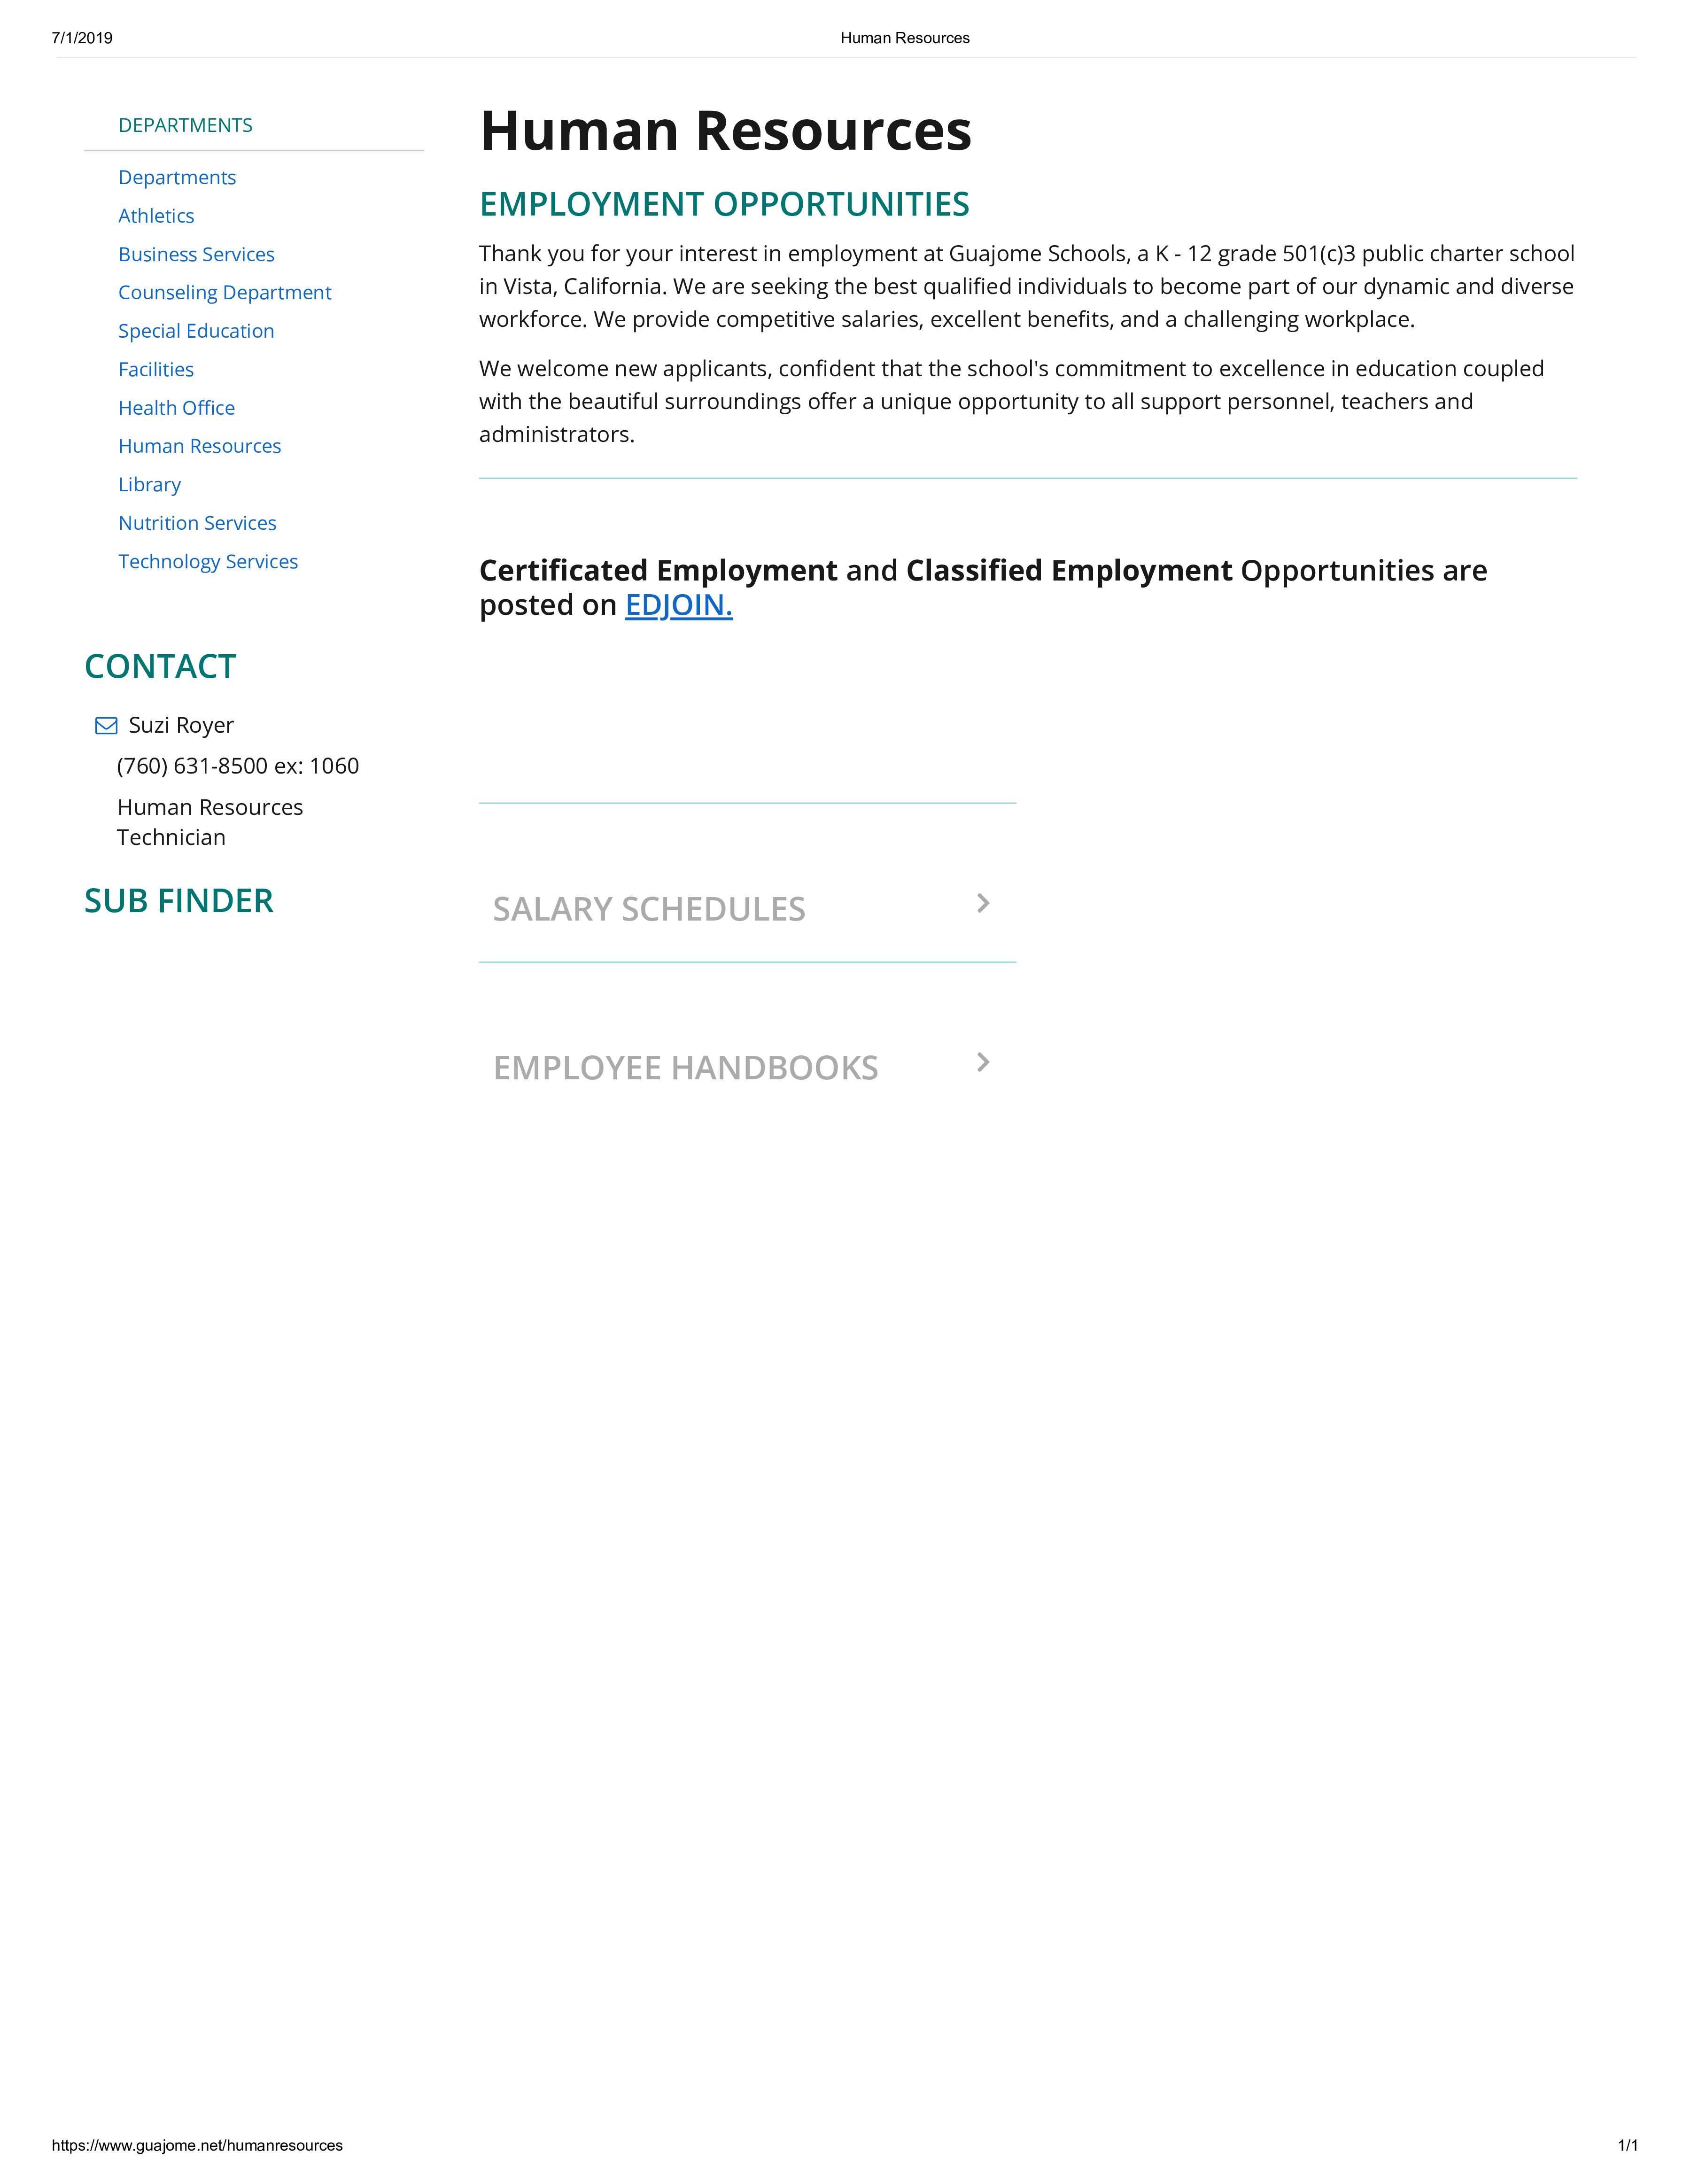 7/1/2019
Human Resources
DEPARTMENTS
Departments
Athletics
Business Services
Counseling Department
Special Education
Facilities
Health Office
Human Resources
Library
Nutrition Services
Technology Services
CONTACT
Suzi Royer
(760) 631-8500 ex: 1060
Human Resources
Technician
SUB FINDER
Human Resources
EMPLOYMENT OPPORTUNITIES
Thank you for your interest in employment at Guajome Schools, a K - 12 grade 501(c)3 public charter school
in Vista, California. We are seeking the best qualified individuals to become part of our dynamic and diverse
workforce. We provide competitive salaries, excellent benefits, and a challenging workplace.
We welcome new applicants, confident that the school's commitment to excellence in education coupled
with the beautiful surroundings offer a unique opportunity to all support personnel, teachers and
administrators.
Certificated Employment and Classified Employment Opportunities are
posted on EDJOIN.
SALARY SCHEDULES
EMPLOYEE HANDBOOKS
https://www.guajome.net/humanresources
1/1